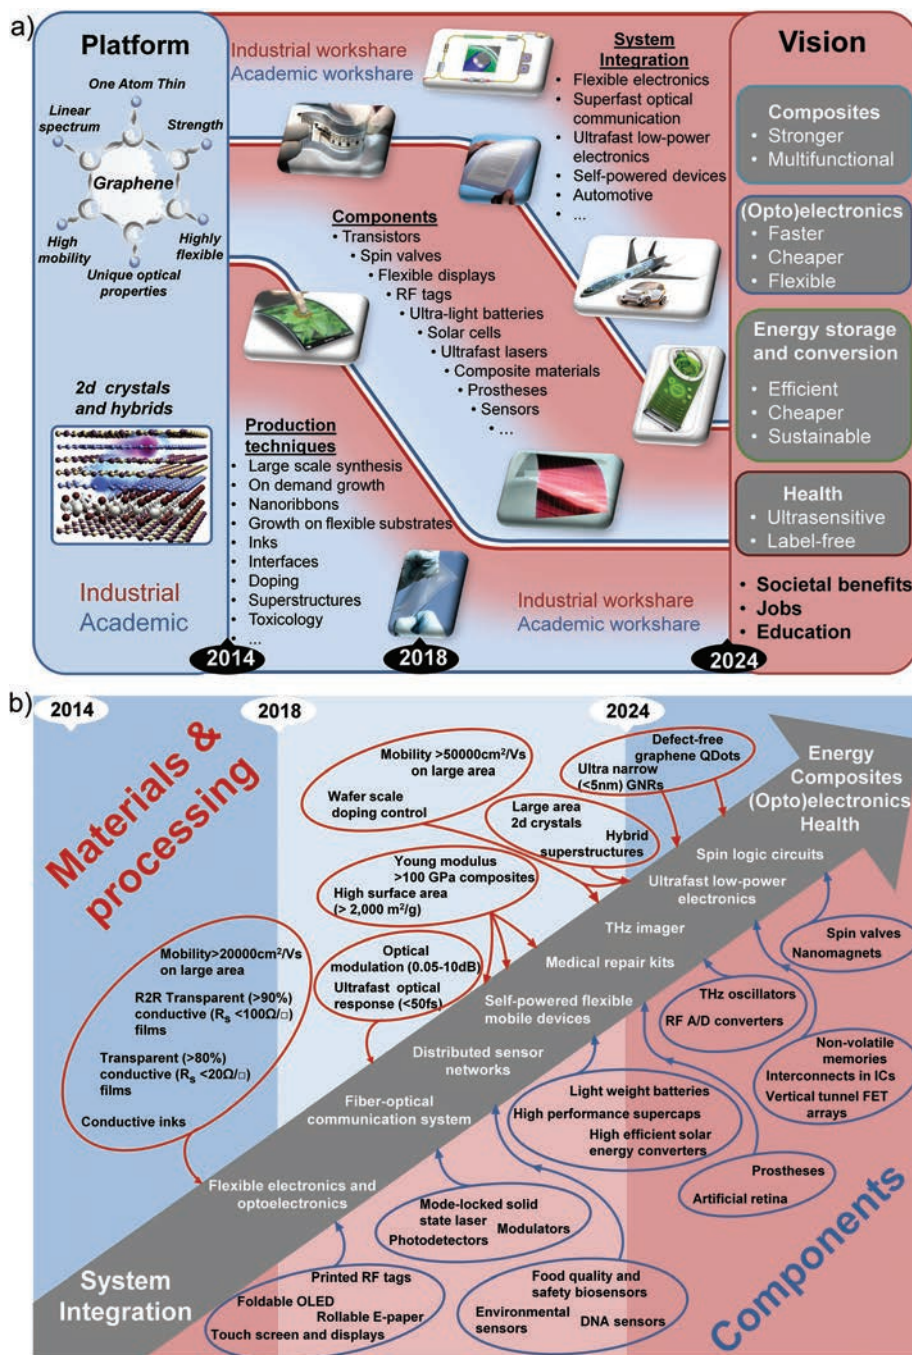 a)
Platform
One Atom Thin
Linear
spectrum
Strength
Graphene
High
mobility
Highly
flexible
Unique optical
properties
2d crystals
and hybrids
Industrial
Academic
Industrial workshare
Academic workshare
System
Integration
• Flexible electronics
• Superfast optical
communication
• Ultrafast low-power
electronics
• Self-powered devices
• Automotive
• ...
Components
• Transistors
• Spin valves
• Flexible displays
• RF tags
• Ultra-light batteries
• Solar cells
• Ultrafast lasers
• Composite materials
• Prostheses
• Sensors
• ...
Production
techniques
• Large scale synthesis
• On demand growth
• Nanoribbons
• Growth on flexible substrates
• Inks
• Interfaces
• Doping
• Superstructures
• Toxicology
• ...
Industrial workshare
Academic workshare
Vision
Composites
• Stronger
• Multifunctional
(Opto)electronics
• Faster
• Cheaper
• Flexible
Energy storage
and conversion
• Efficient
• Cheaper
• Sustainable
Health
• Ultrasensitive
• Label-free
• Societal benefits
• Jobs
• Education
2014
2018
2024
b)
2014
2018
2024
Materials &
processing
Mobility >50000cm²/Vs
on large area
Wafer scale
doping control
Defect-free
graphene QDots
Ultra narrow
(<5nm) GNRs
Large area
2d crystals
Hybrid
superstructures
Young modulus
>100 GPa composites
High surface area
(> 2,000 m²/g)
Optical
modulation (0.05-10dB)
Ultrafast optical
response (<50fs)
Mobility>20000cm²/Vs
on large area
R2R Transparent (>90%)
conductive (Rs <100Ω/□)
films
Transparent (>80%)
conductive (Rs <20Ω/□)
films
Conductive inks
Energy
Composites
(Opto)electronics
Health
Spin logic circuits
Ultrafast low-power
electronics
THz imager
Medical repair kits
Self-powered flexible
mobile devices
Distributed sensor
networks
Fiber-optical
communication system
Flexible electronics and
optoelectronics
System
Integration
Spin valves
Nanomagnets
THz oscillators
RF A/D converters
Non-volatile
memories
Interconnects in ICs
Vertical tunnel FET
arrays
Light weight batteries
High performance supercaps
High efficient solar
energy converters
Prostheses
Artificial retina
Mode-locked solid
state laser
Modulators
Photodetectors
Printed RF tags
Foldable OLED
Rollable E-paper
Touch screen and displays
Food quality and
safety biosensors
Environmental
sensors
DNA sensors
Components